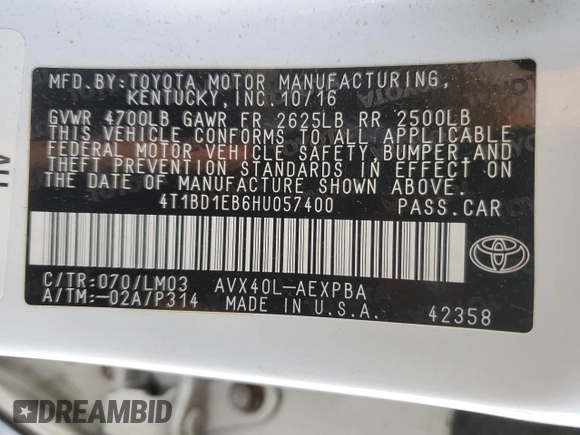 MFD. BY: TOYOTA MOTOR MANUFACTURING,
KENTUCKY, INC. 10/16
GVWR 4700LB GAWR FR 2625LB RR 2500LB
THIS VEHICLE CONFORMS TO ALL APPLICABLE
FEDERAL MOTOR VEHICLE SAFETY, BUMPER, AND
THEFT PREVENTION STANDARDS IN EFFECT ON
THE DATE OF MANUFACTURE SHOWN ABOVE.
4T1BD1EB6HU057400 PASS. CAR
C/TR: 070/LM03 AVX40L-AEXPBA
A/TM: -02A/P314 MADE IN U.S.A.
42358
DREAMBID